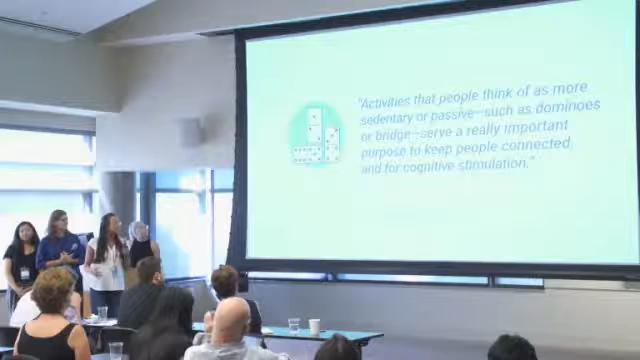 "Activities that people think of as more
sedentary or passive—such as dominoes
or bridge—serve a really important
purpose to keep people connected
and for cognitive stimulation."